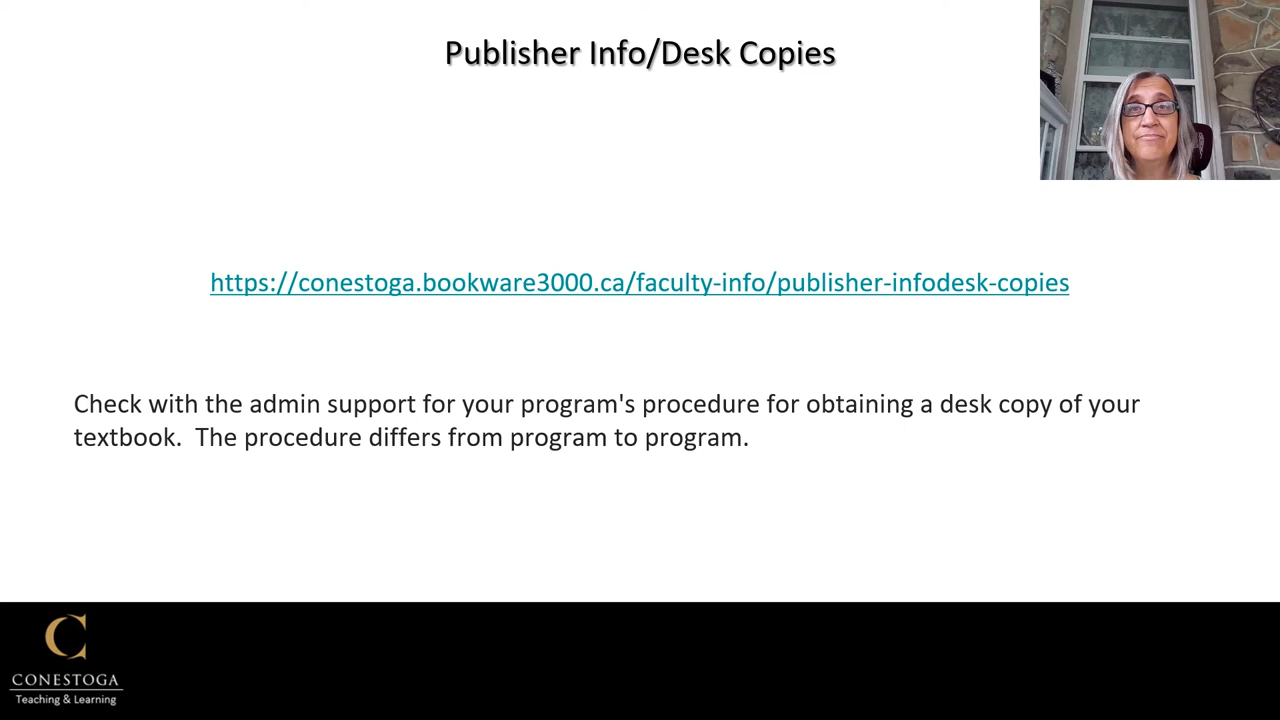 Publisher Info/Desk Copies
https://conestoga.bookware3000.ca/faculty-info/publisher-infodesk-copies
Check with the admin support for your program's procedure for obtaining a desk copy of your
textbook.  The procedure differs from program to program.
C
CONESTOGA
Teaching & Learning